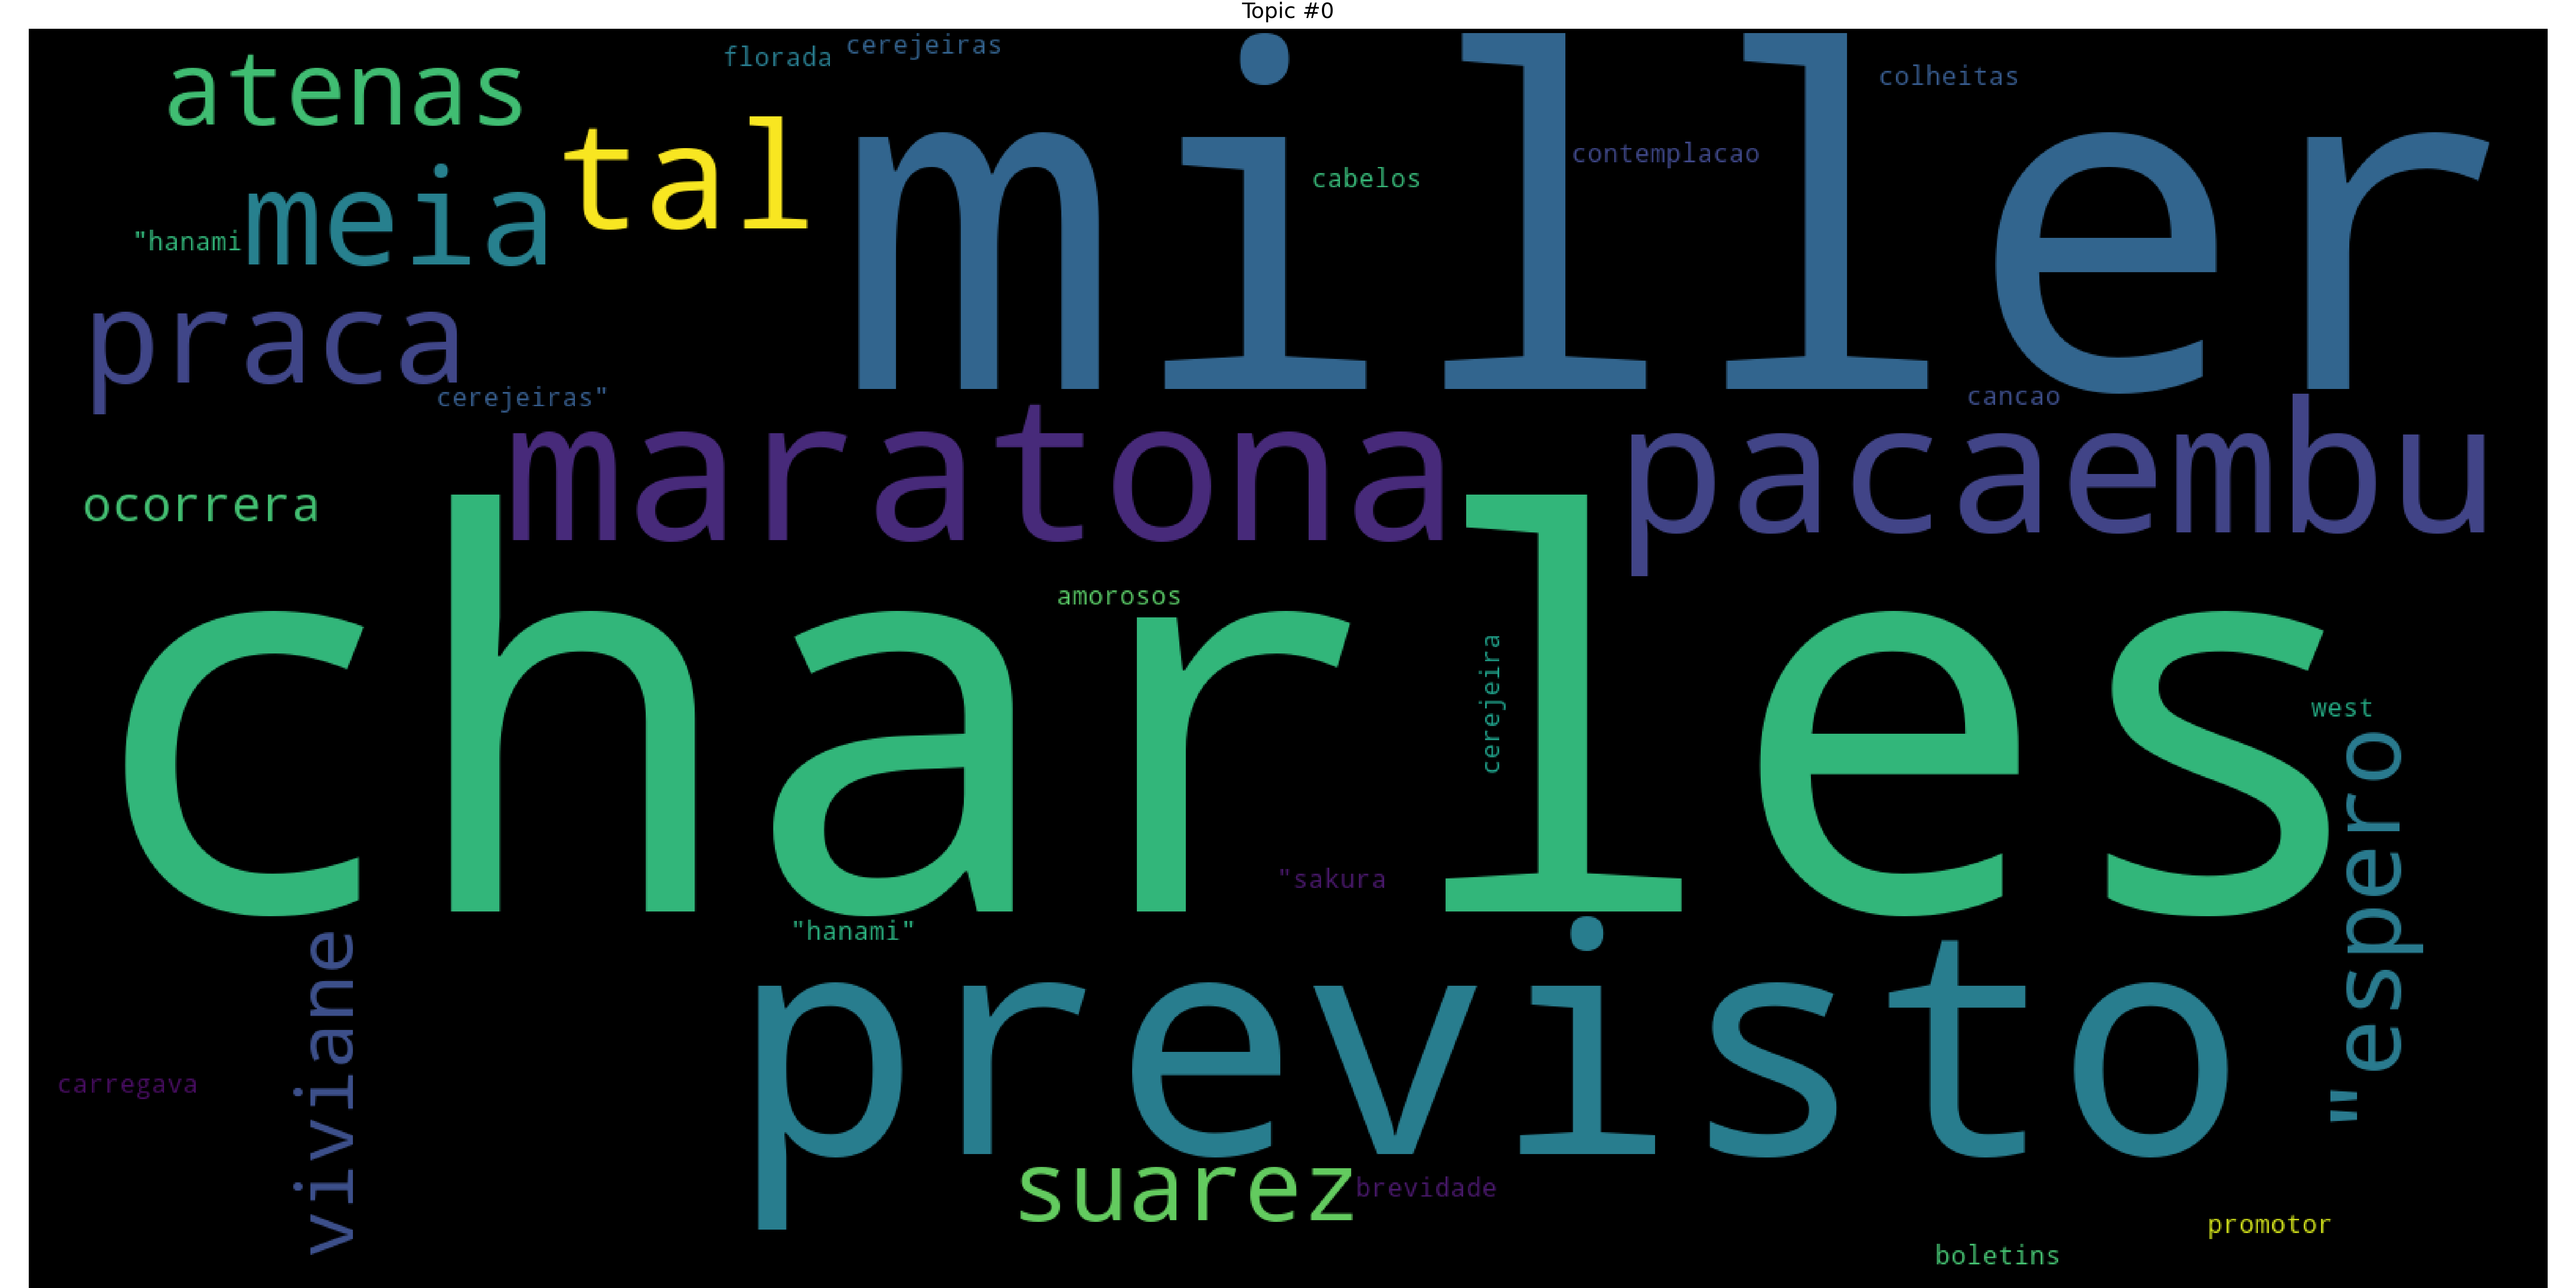 Topic #0
florada
cerejeiras
atenas
miller
colheitas
tal
contemplacao
cabelos
meia
"hanami
praca
cerejeiras"
cancao
maratona
pacaembu
ocorrera
charles
amorosos
cerejeira
west
"espero
"sakura
"hanami"
viviane
previsto
carregava
suarez
brevidade
promotor
boletins